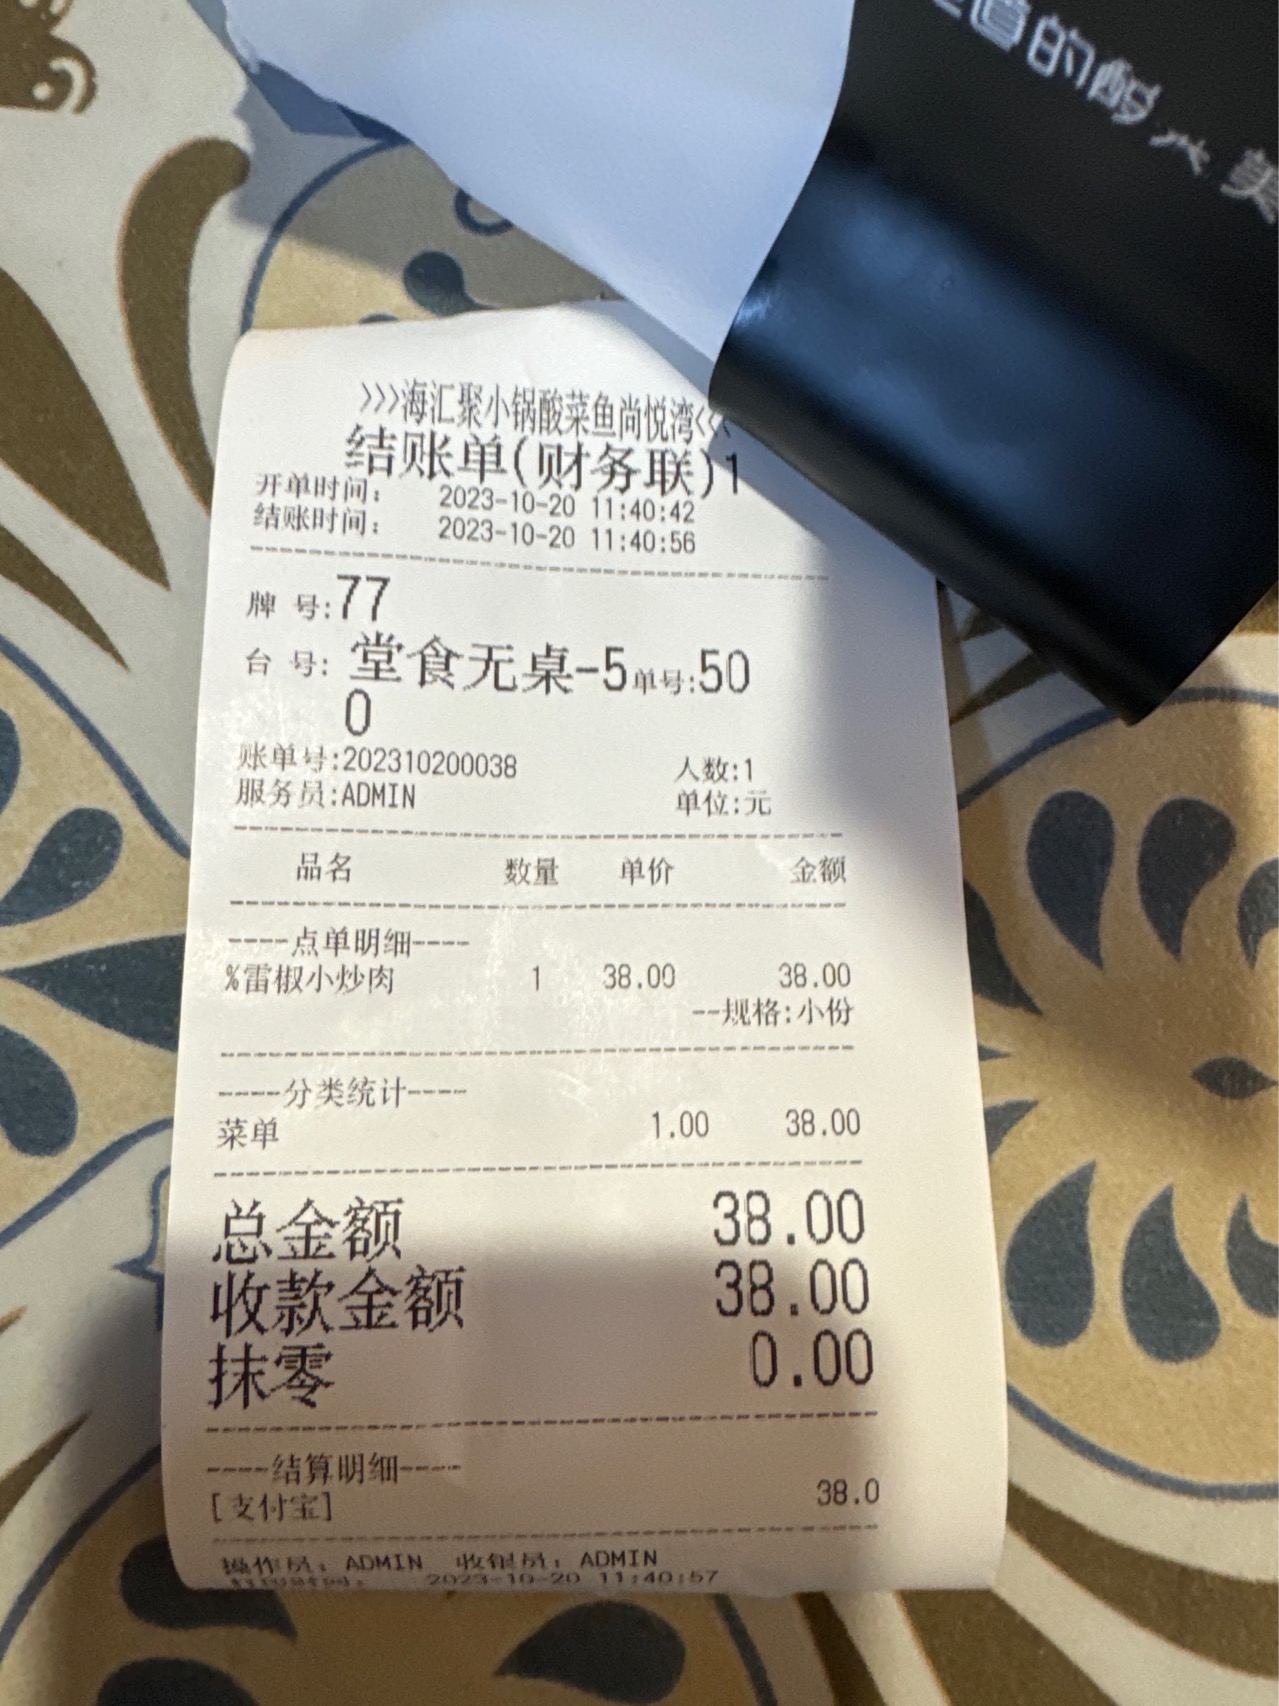 的酸
美
>>>海汇聚小锅酸菜鱼尚悦湾<<<
结账单(财务联)1
开单时间: 2023-10-20 11:40:42
结账时间: 2023-10-20 11:40:56
牌 号:77
台 号: 堂食无桌-5单号:50
0
账单号:202310200038 人数:1
服务员:ADMIN 单位:元
品名 数量 单价 金额
----点单明细----
%雷椒小炒肉 1 38.00 38.00
--规格:小份
----分类统计----
菜单 1.00 38.00
总金额 38.00
收款金额 38.00
抹零 0.00
----结算明细----
[支付宝] 38.0
操作员: ADMIN 收银员: ADMIN
2023-10-20 11:40:57